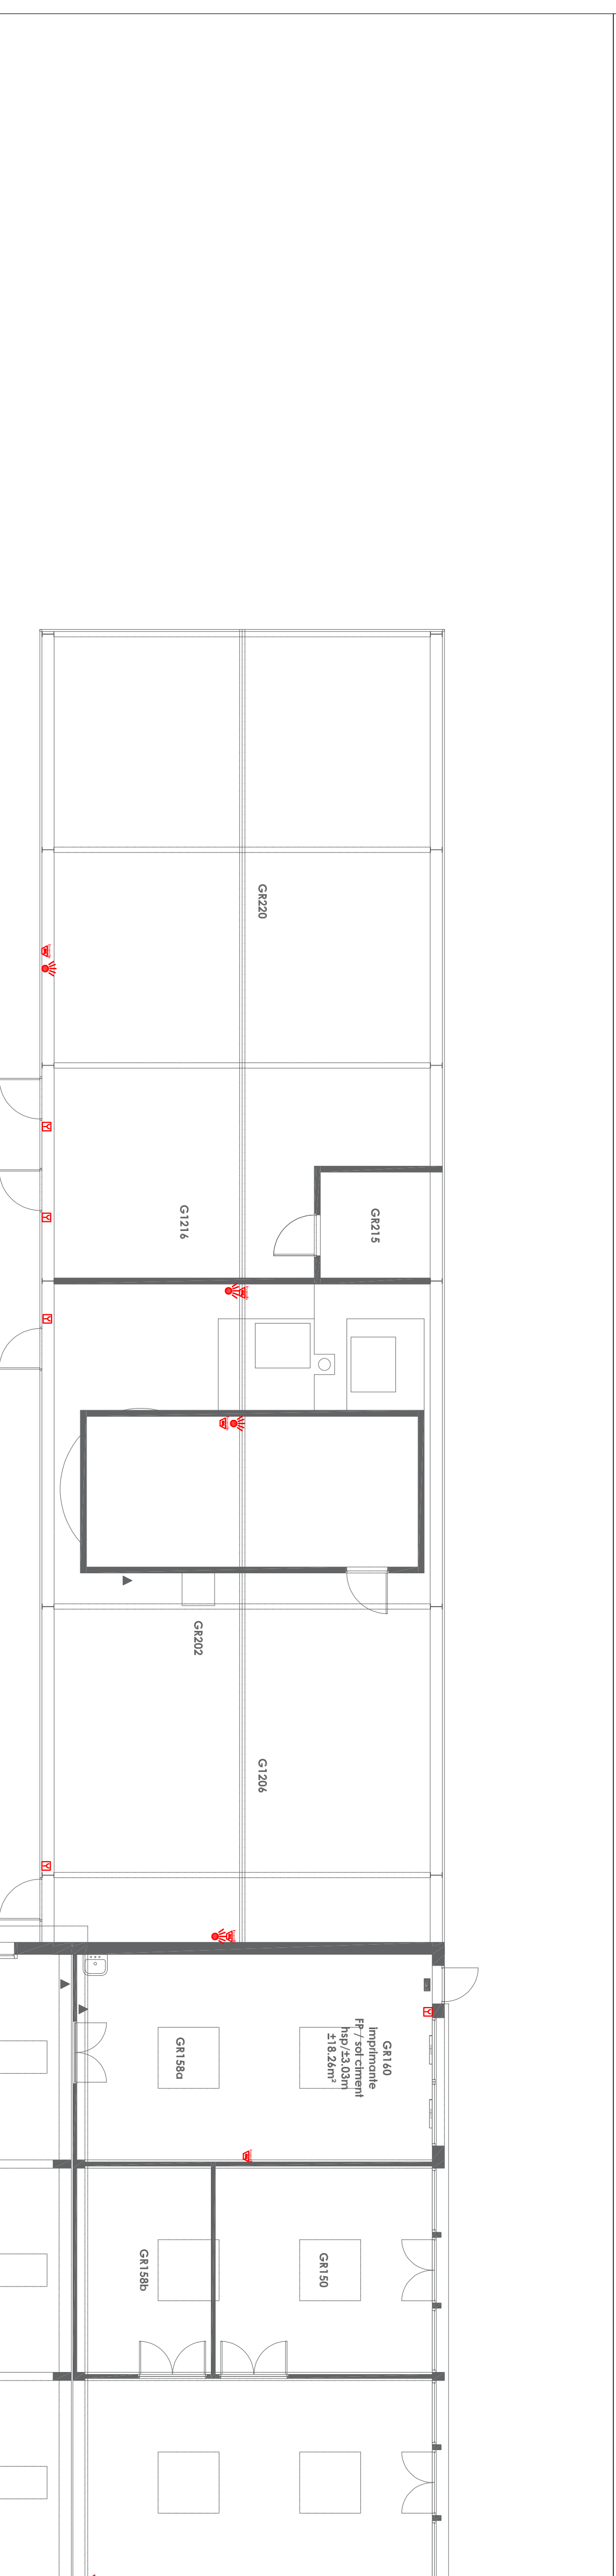 GR220
GR215
G1216
GR202
G1206
GR160
imprimante
FP / sol ciment
hsp/±3.03m
±18.26m²
GR158a
GR150
GR158b